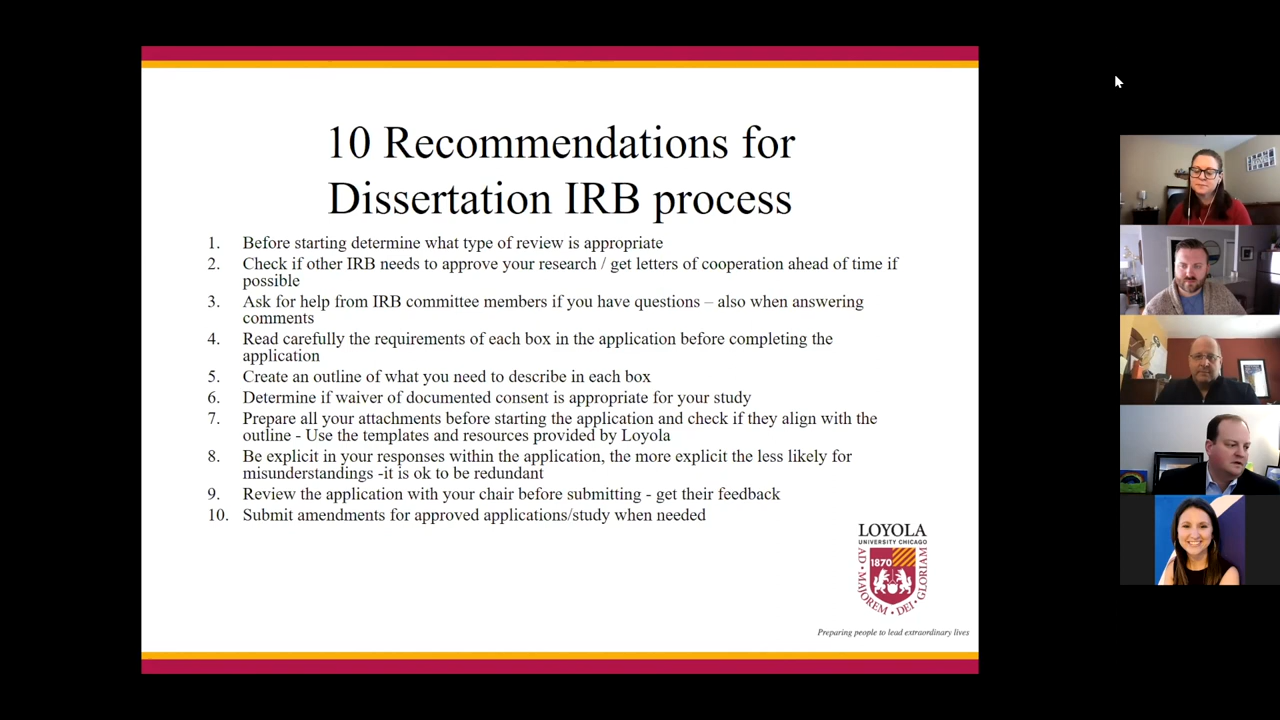 10 Recommendations for
Dissertation IRB process
1. Before starting determine what type of review is appropriate
2. Check if other IRB needs to approve your research / get letters of cooperation ahead of time if
possible
3. Ask for help from IRB committee members if you have questions – also when answering
comments
4. Read carefully the requirements of each box in the application before completing the
application
5. Create an outline of what you need to describe in each box
6. Determine if waiver of documented consent is appropriate for your study
7. Prepare all your attachments before starting the application and check if they align with the
outline - Use the templates and resources provided by Loyola
8. Be explicit in your responses within the application, the more explicit the less likely for
misunderstandings -it is ok to be redundant
9. Review the application with your chair before submitting - get their feedback
10. Submit amendments for approved applications/study when needed
LOYOLA
UNIVERSITY CHICAGO
1870
AD • MAJOREM • DEI • GLORIAM
Preparing people to lead extraordinary lives